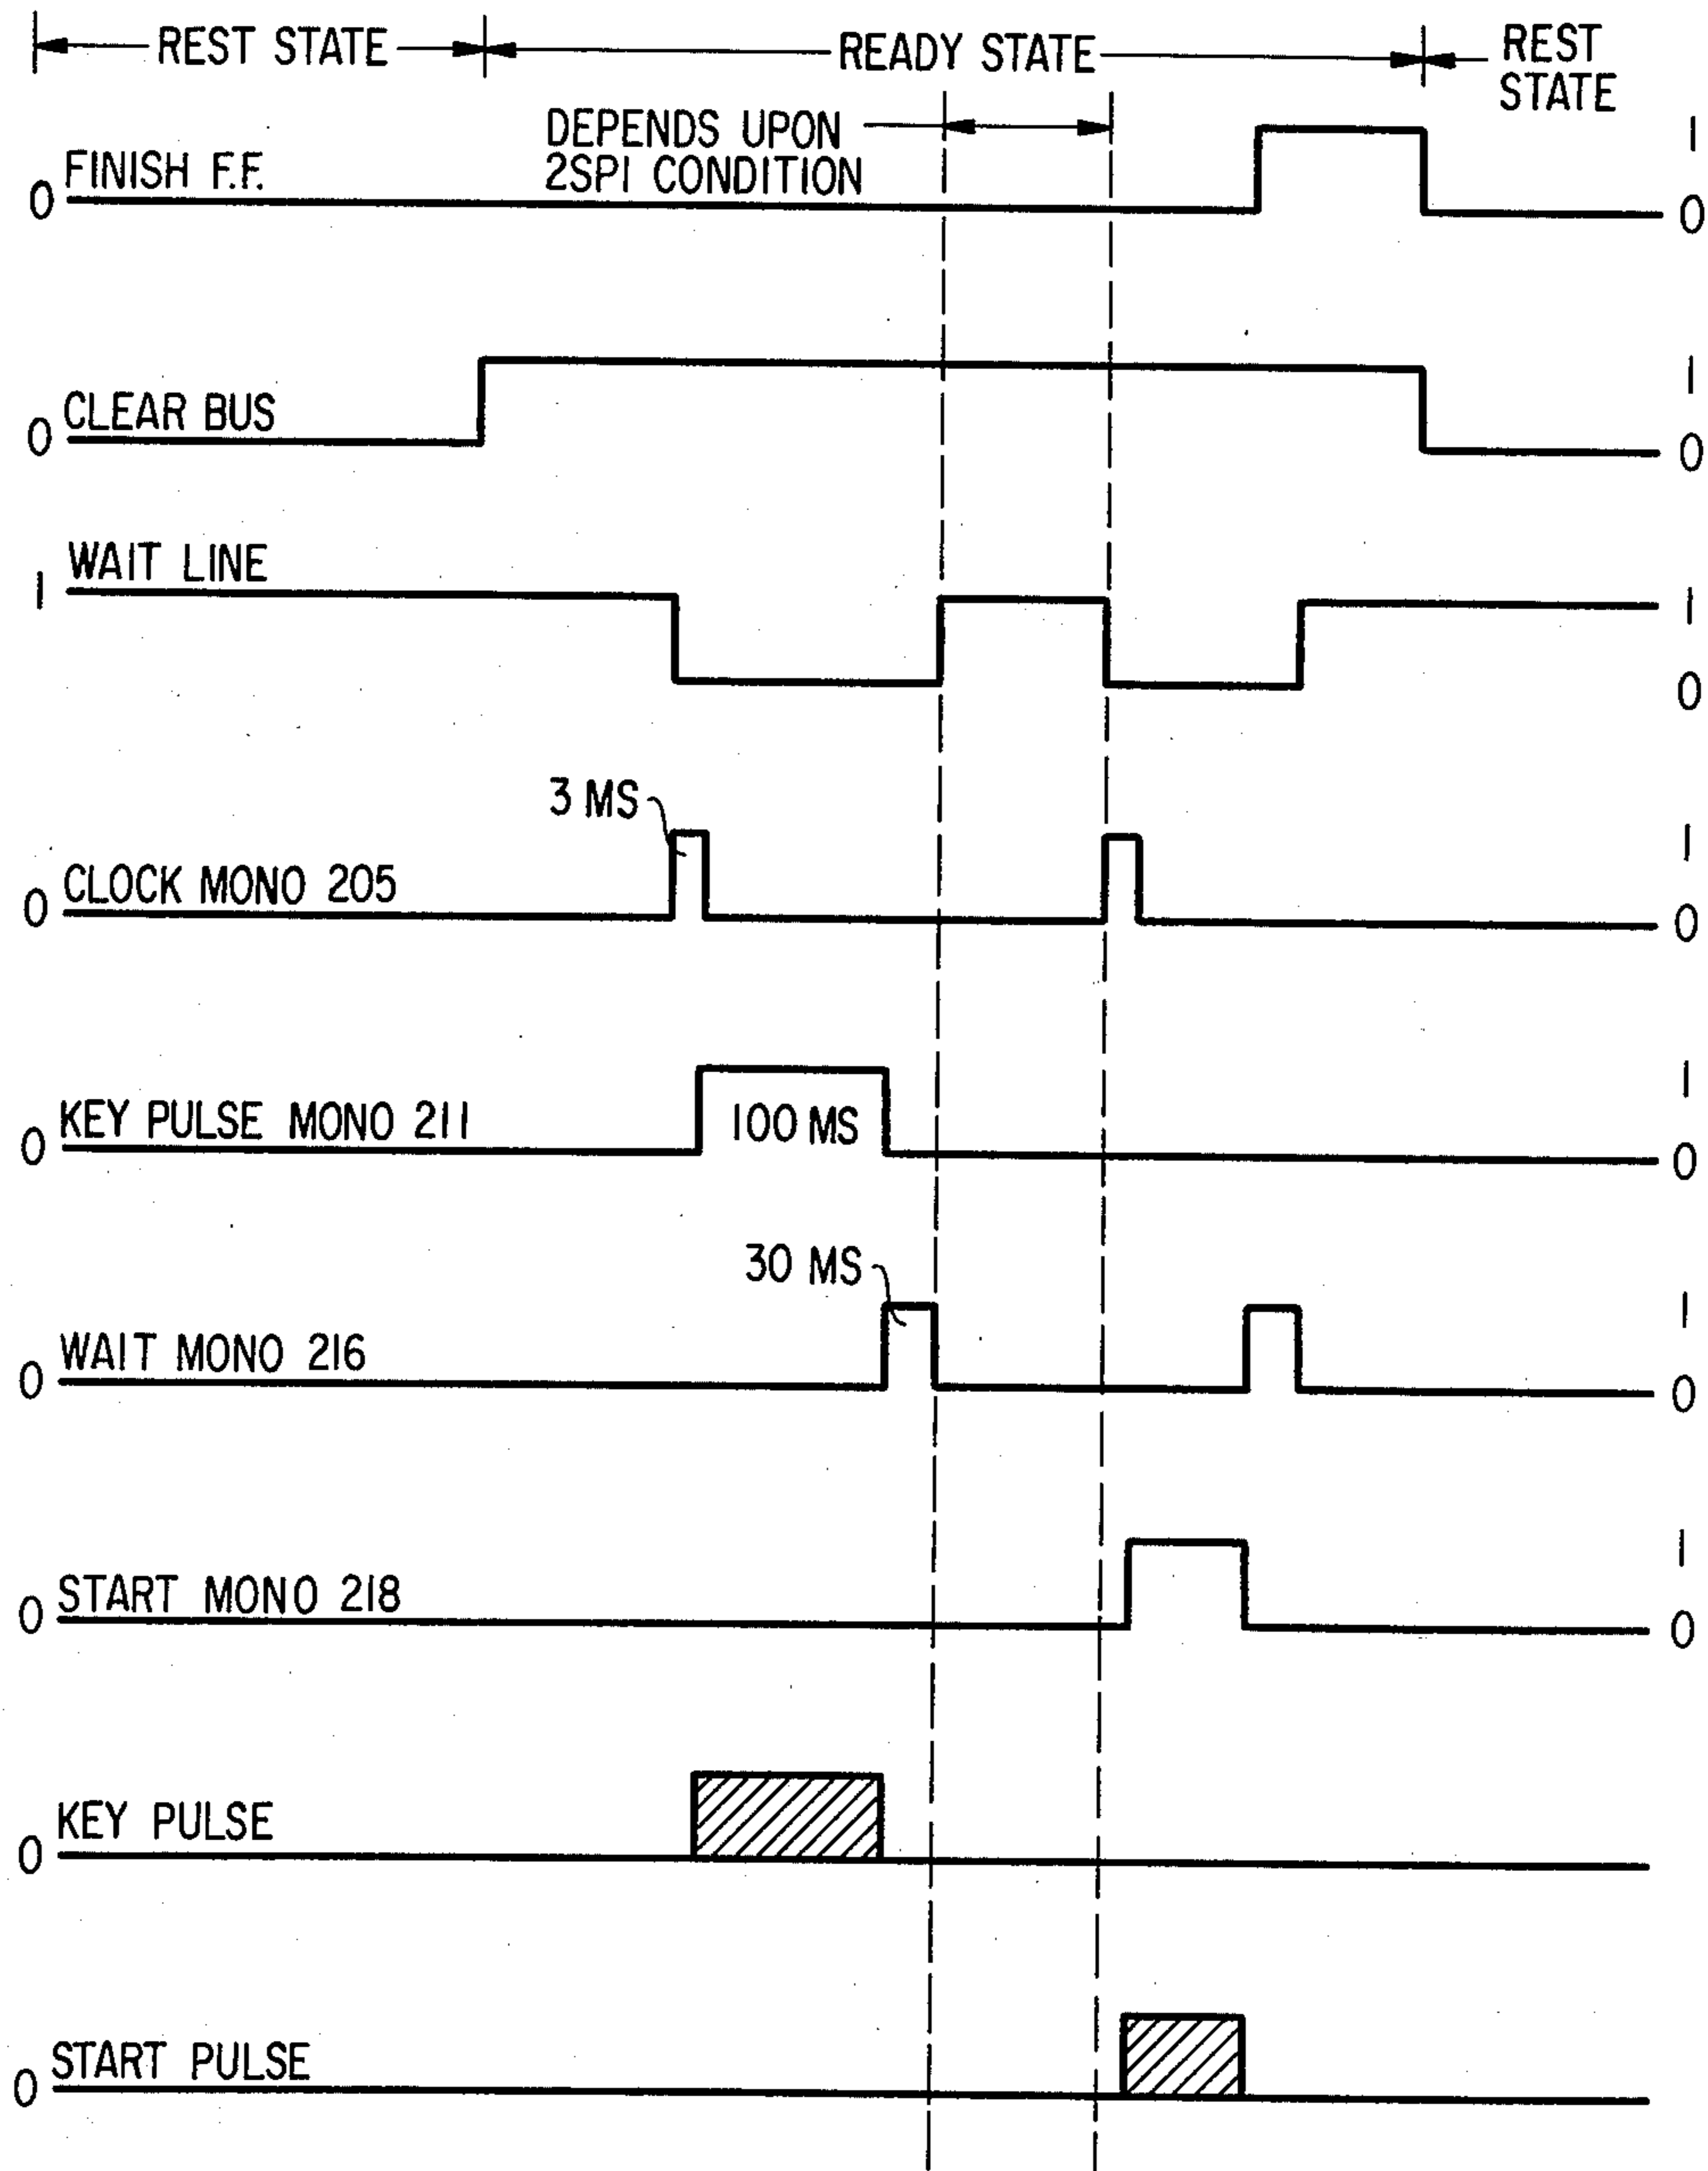 REST STATE
READY STATE
REST
STATE
DEPENDS UPON
2SPI CONDITION
FINISH F.F.
0
1
0
CLEAR BUS
0
1
0
WAIT LINE
1
1
0
3 MS
CLOCK MONO 205
0
1
0
KEY PULSE MONO 211
100 MS
0
1
0
30 MS
WAIT MONO 216
0
1
0
START MONO 218
0
1
0
KEY PULSE
0
START PULSE
0